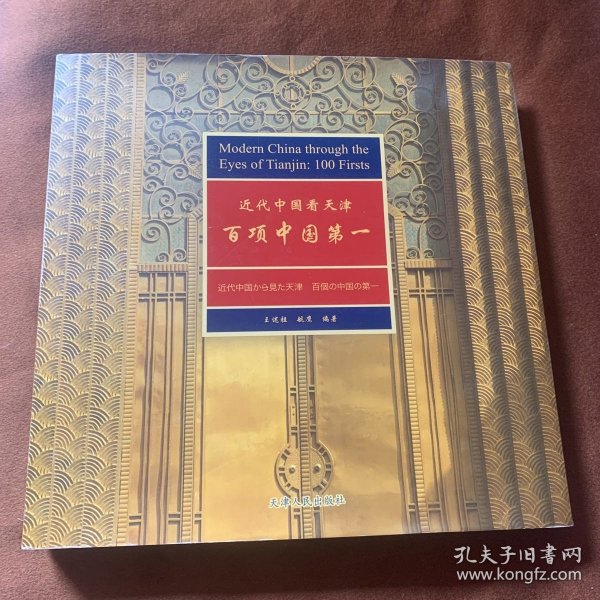 Modern China through the
Eyes of Tianjin: 100 Firsts
近代中国看天津
百项中国第一
近代中国から見た天津 百個の中国の第一
王述祖 航鹰 编著
天津人民出版社
孔夫子旧书网
www.kongfz.com